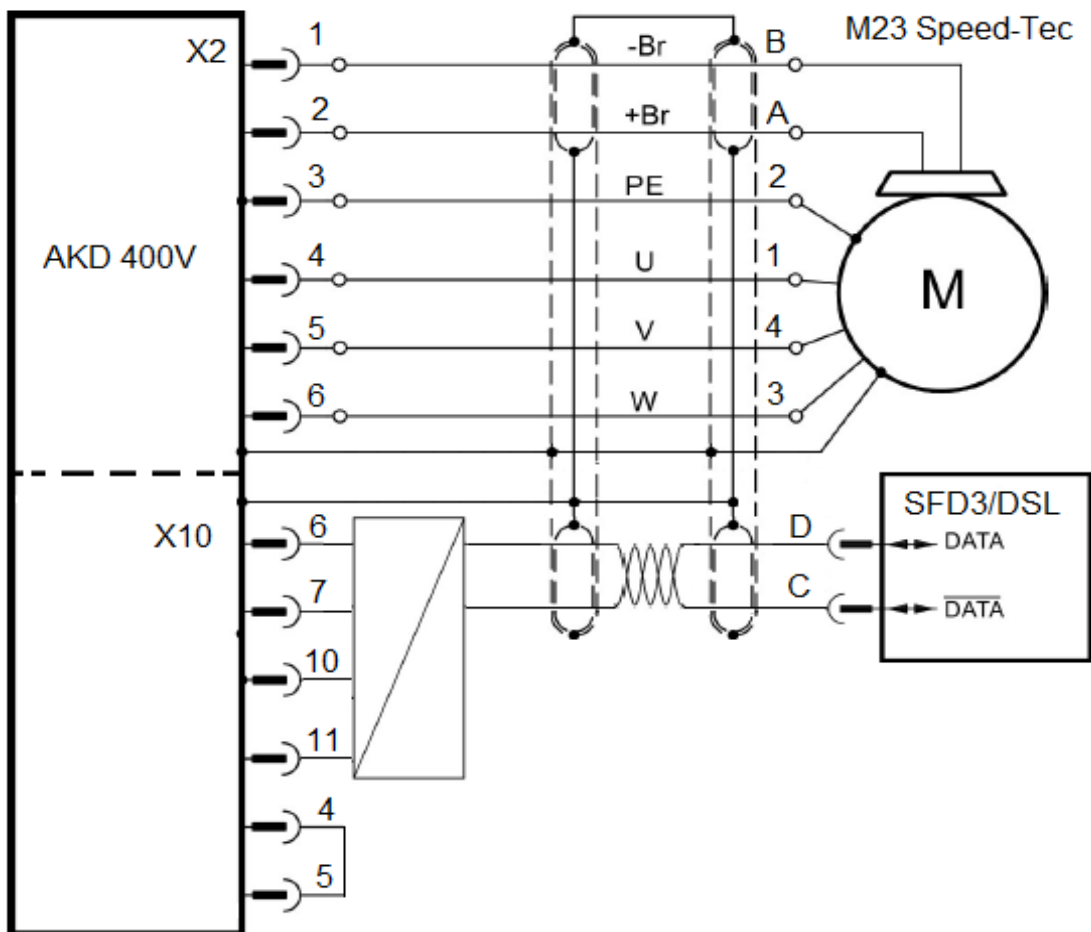 X2 1 -Br B M23 Speed-Tec
2 +Br A
3 PE 2
AKD 400V 4 U 1 M
5 V 4
6 W 3
X10 6 D SFD3/DSL
DATA
7 C DATA
10
11
4
5